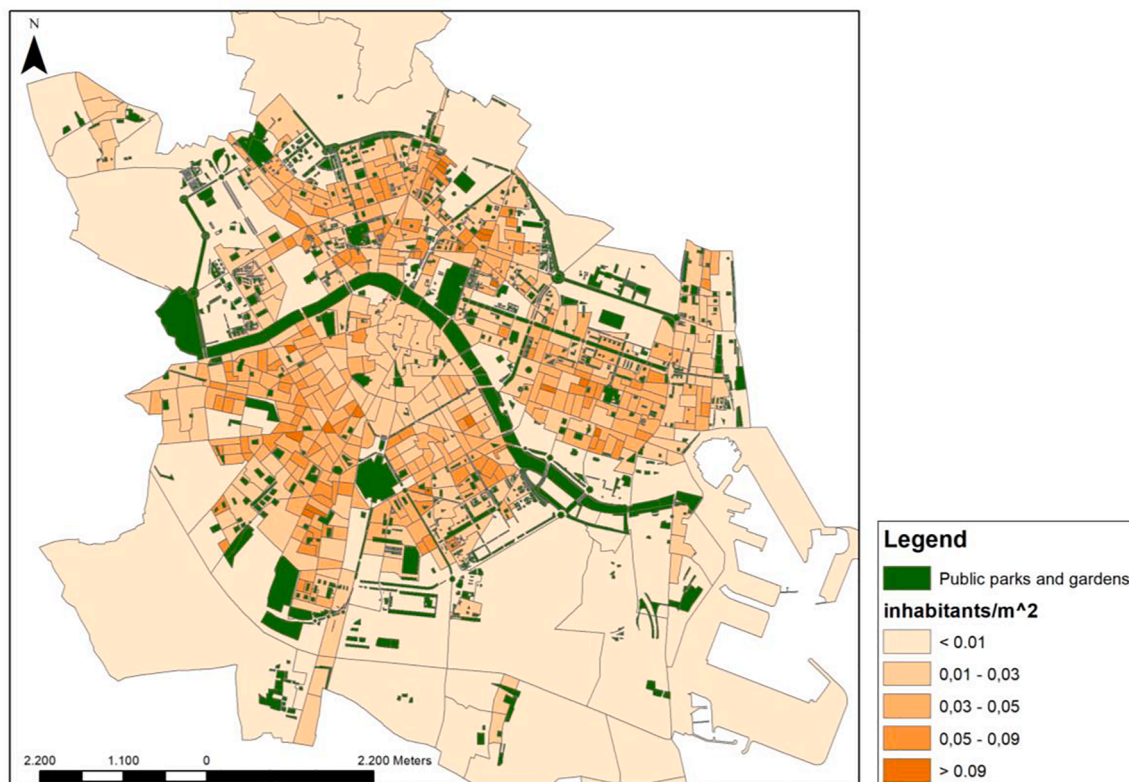 N
2.200 1.100 0 2.200 Meters
Legend
Public parks and gardens
inhabitants/m^2
< 0.01
0,01 - 0,03
0,03 - 0,05
0,05 - 0,09
> 0.09